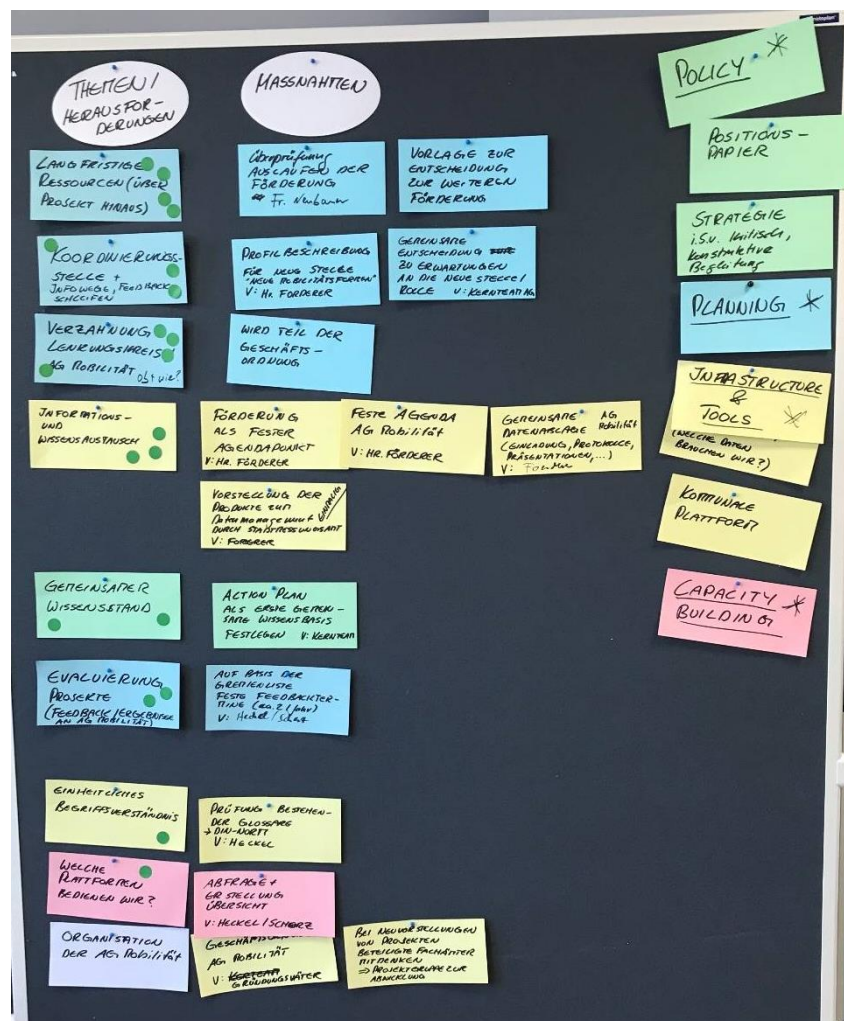 THEMEN /
HERAUSFOR-
DERUNGEN
MASSNAHMEN
LANGFRISTIGE
RESSOURCEN (ÜBER
PROJEKT HINAUS)
Überprüfung
AUSLAUFEN DER
FÖRDERUNG
Fr. Neubauer
VORLAGE ZUR
ENTSCHEIDUNG
ZUR WEITEREN
FÖRDERUNG
KOORDINIERUNGS-
STELLE +
INFOWEGE, FEEDBACK-
SCHLEIFEN
PROFILBESCHREIBUNG
FÜR NEUE STELLE
"NEUE MOBILITÄTSFORMEN"
V: HR. FÖRDERER
GEMEINSAME
ENTSCHEIDUNG
ZU ERWARTUNGEN
AN DIE NEUE STELLE /
ROLLE V: KERNTEAM AG
VERZAHNUNG
LENKUNGSKREIS /
AG MOBILITÄT
ob + wie?
WIRD TEIL DER
GESCHÄFTS-
ORDNUNG
INFORMATIONS-
UND
WISSENSAUSTAUSCH
FÖRDERUNG
ALS FESTER
AGENDAPUNKT
V: HR. FÖRDERER
FESTE AGENDA
AG Mobilität
V: HR. FÖRDERER
GEMEINSAME AG Mobilität
DATENABLAGE
(EINLADUNG, PROTOKOLLE,
PRÄSENTATIONEN, ...)
V:
VORSTELLUNG DER
PRODUKTE ZUM
Datenmanagement EINMALIG
DURCH STADTMESSUNGSAMT
V: FÖRDERER
GEMEINSAMER
WISSENSSTAND
ACTION PLAN
ALS ERSTE GEMEIN-
SAME WISSENSBASIS
FESTLEGEN V: KERNTEAM
EVALUIERUNG
PROJEKTE
(FEEDBACK / ERGEBNISSE
AN AG MOBILITÄT)
AUF BASIS DER
GREMIENLISTE
FESTE FEEDBACKTER-
MINE (ca. 2 / Jahr)
V: Heckel / Scherz
EINHEITLICHES
BEGRIFFSVERSTÄNDNIS
PRÜFUNG BESTEHEN-
DER GLOSSARE
→ DIN-NORM
V: HECKEL
WELCHE
PLATTFORMEN
BEDIENEN WIR?
ABFRAGE +
ERSTELLUNG
ÜBERSICHT
V: HECKEL / SCHERZ
ORGANISATION
DER AG Mobilität
AG MOBILITÄT
V: KERNTEAM
GRÜNDUNGSVÄTER
BEI NEUVORSTELLUNGEN
VON PROJEKTEN
BETEILIGTE FACHÄMTER
MITDENKEN
⇒ PROJEKTGRUPPE ZUR
ABWICKLUNG
POLICY *
POSITIONS-
PAPIER
STRATEGIE
i.S.v. kritisch,
konstruktive
Begleitung
PLANNING *
INFRASTRUCTURE
&
TOOLS *
(WELCHE DATEN
BRAUCHEN WIR?)
KOMMUNALE
PLATTFORM
CAPACITY *
BUILDING